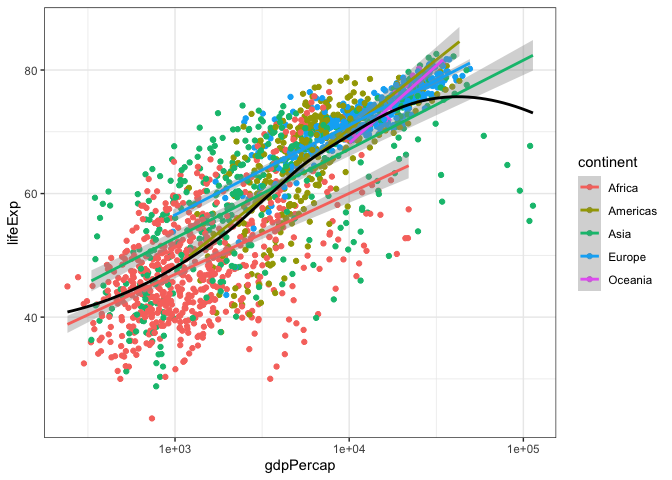 80
60
40
lifeExp
1e+03
1e+04
1e+05
gdpPercap
continent
Africa
Americas
Asia
Europe
Oceania